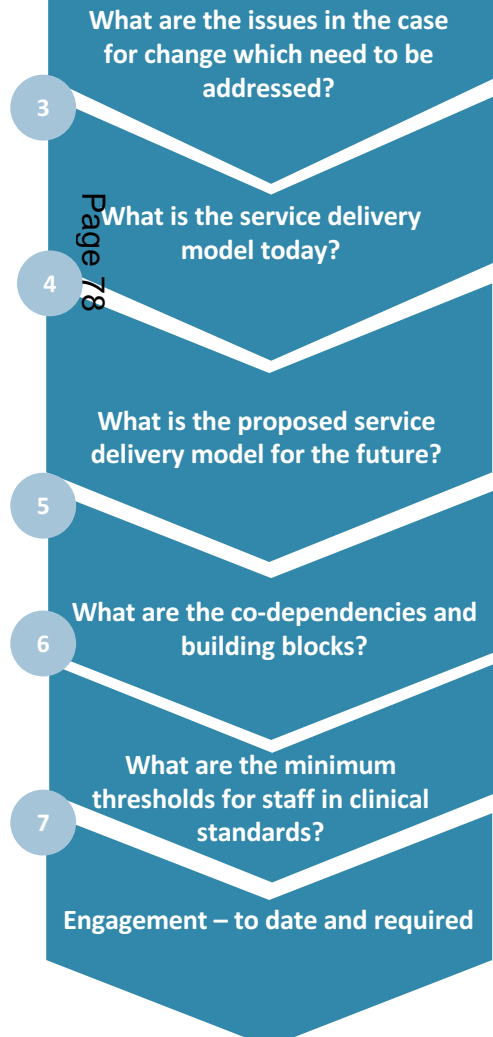 What are the issues in the case
for change which need to be
addressed?
3
Page 78
What is the service delivery
model today?
4
What is the proposed service
delivery model for the future?
5
What are the co-dependencies and
building blocks?
6
What are the minimum
thresholds for staff in clinical
standards?
7
Engagement – to date and required